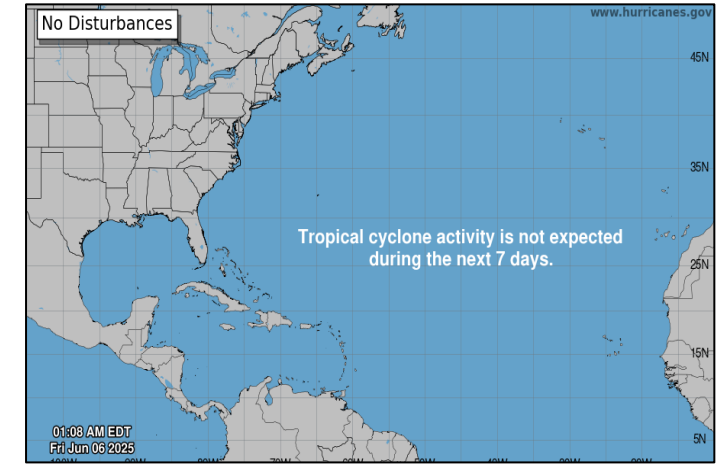 No Disturbances
www.hurricanes.gov
45N
35N
Tropical cyclone activity is not expected
during the next 7 days.
25N
15N
01:08 AM EDT
Fri Jun 06 2025
5N